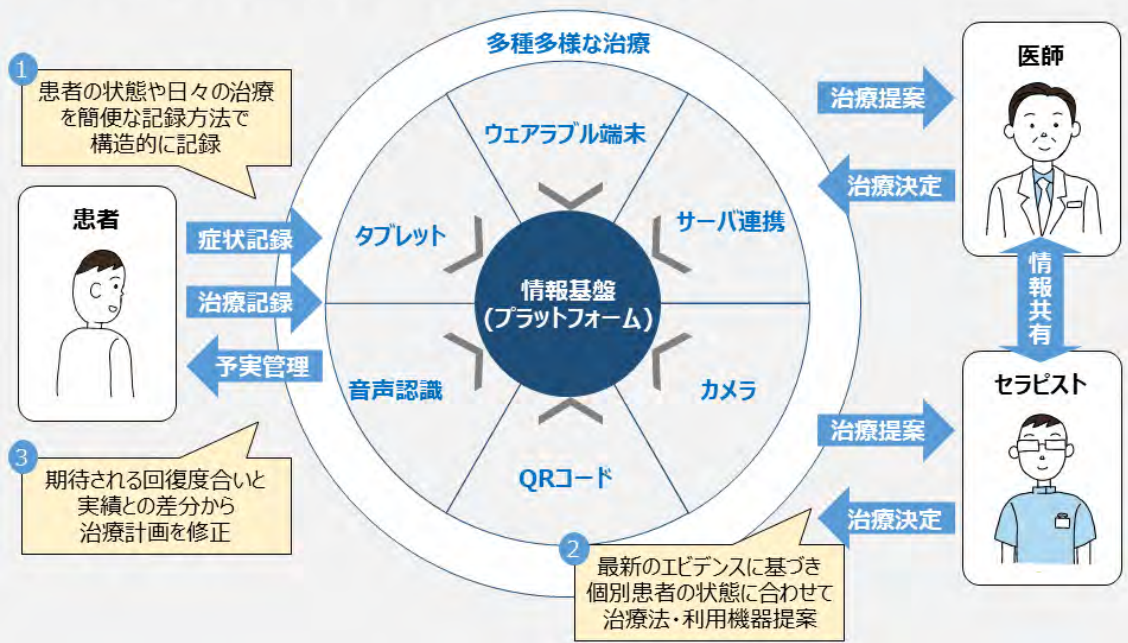 1
患者の状態や日々の治療
を簡便な記録方法で
構造的に記録
多種多様な治療
ウェアラブル端末
タブレット
サーバ連携
情報基盤
(プラットフォーム)
音声認識
カメラ
QRコード
患者
症状記録
治療記録
予実管理
3
期待される回復度合いと
実績との差分から
治療計画を修正
医師
治療提案
治療決定
情報共有
セラピスト
治療提案
治療決定
2
最新のエビデンスに基づき
個別患者の状態に合わせて
治療法・利用機器提案